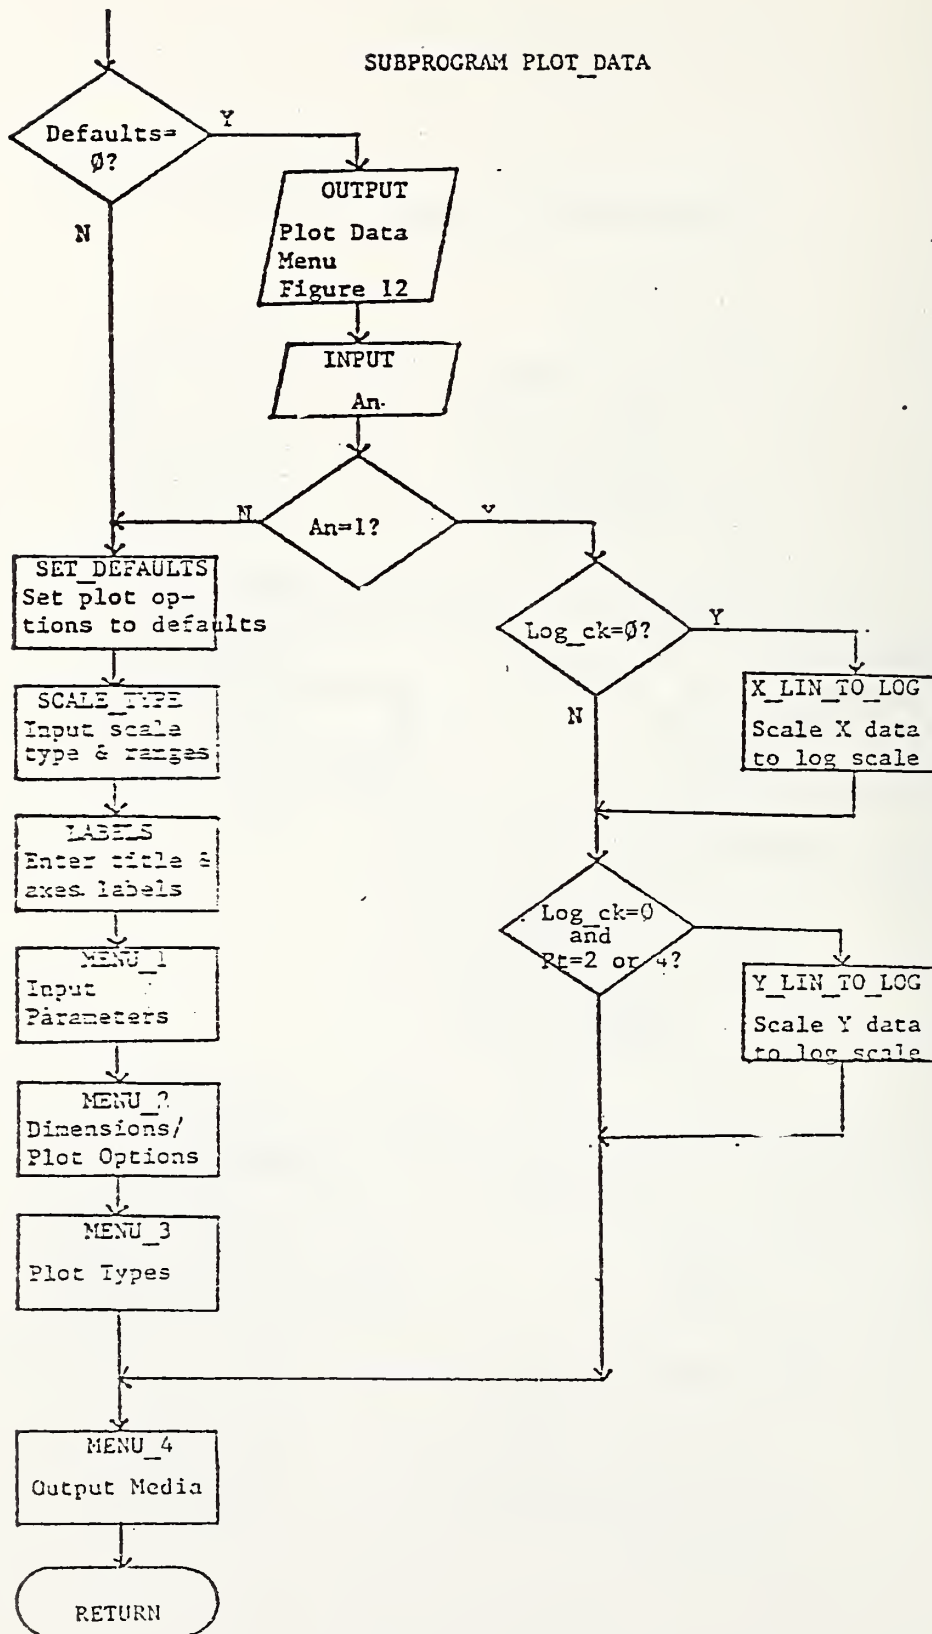 SUBPROGRAM PLOT_DATA
Defaults=
Ø?
Y
N
OUTPUT
Plot Data
Menu
Figure 12
INPUT
An
An=1?
N
Y
SET_DEFAULTS
Set plot op-
tions to defaults
Log_ck=Ø?
Y
N
X_LIN_TO_LOG
Scale X data
to log scale
SCALE_TYPE
Input scale
type & ranges
LABELS
Enter title &
axes labels
Log_ck=0
and
Pt=2 or 4?
Y_LIN_TO_LOG
Scale Y data
to log scale
MENU_1
Input
Parameters
MENU_2
Dimensions/
Plot Options
MENU_3
Plot Types
MENU_4
Output Media
RETURN